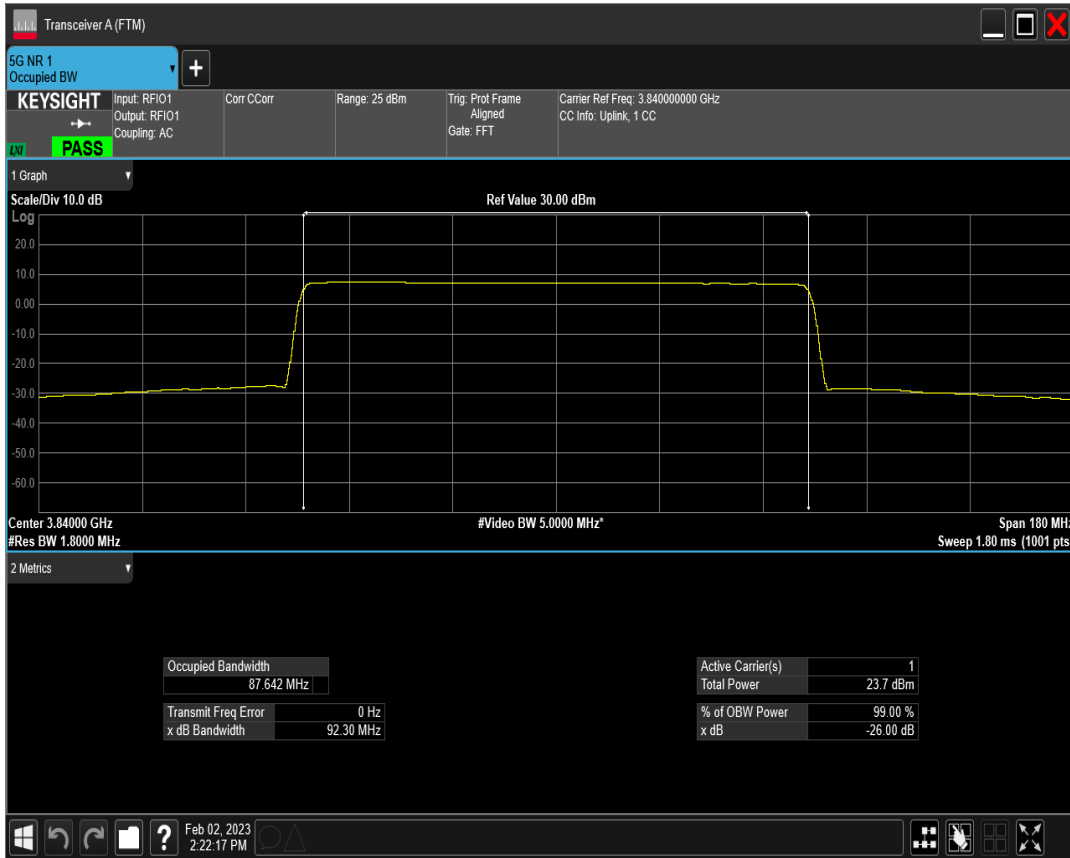 Transceiver A (FTM)
5G NR 1
Occupied BW
+
KEYSIGHT
LXI
PASS
Input: RFIO1
Output: RFIO1
Coupling: AC
Corr CCorr
Range: 25 dBm
Trig: Prot Frame
Aligned
Gate: FFT
Carrier Ref Freq: 3.840000000 GHz
CC Info: Uplink, 1 CC
1 Graph
Scale/Div 10.0 dB
Ref Value 30.00 dBm
Log
20.0
10.0
0.00
-10.0
-20.0
-30.0
-40.0
-50.0
-60.0
Center 3.84000 GHz
#Video BW 5.0000 MHz*
Span 180 MHz
#Res BW 1.8000 MHz
Sweep 1.80 ms (1001 pts
2 Metrics
Occupied Bandwidth
87.642 MHz
Transmit Freq Error 0 Hz
x dB Bandwidth 92.30 MHz
Active Carrier(s) 1
Total Power 23.7 dBm
% of OBW Power 99.00 %
x dB -26.00 dB
?
Feb 02, 2023
2:22:17 PM